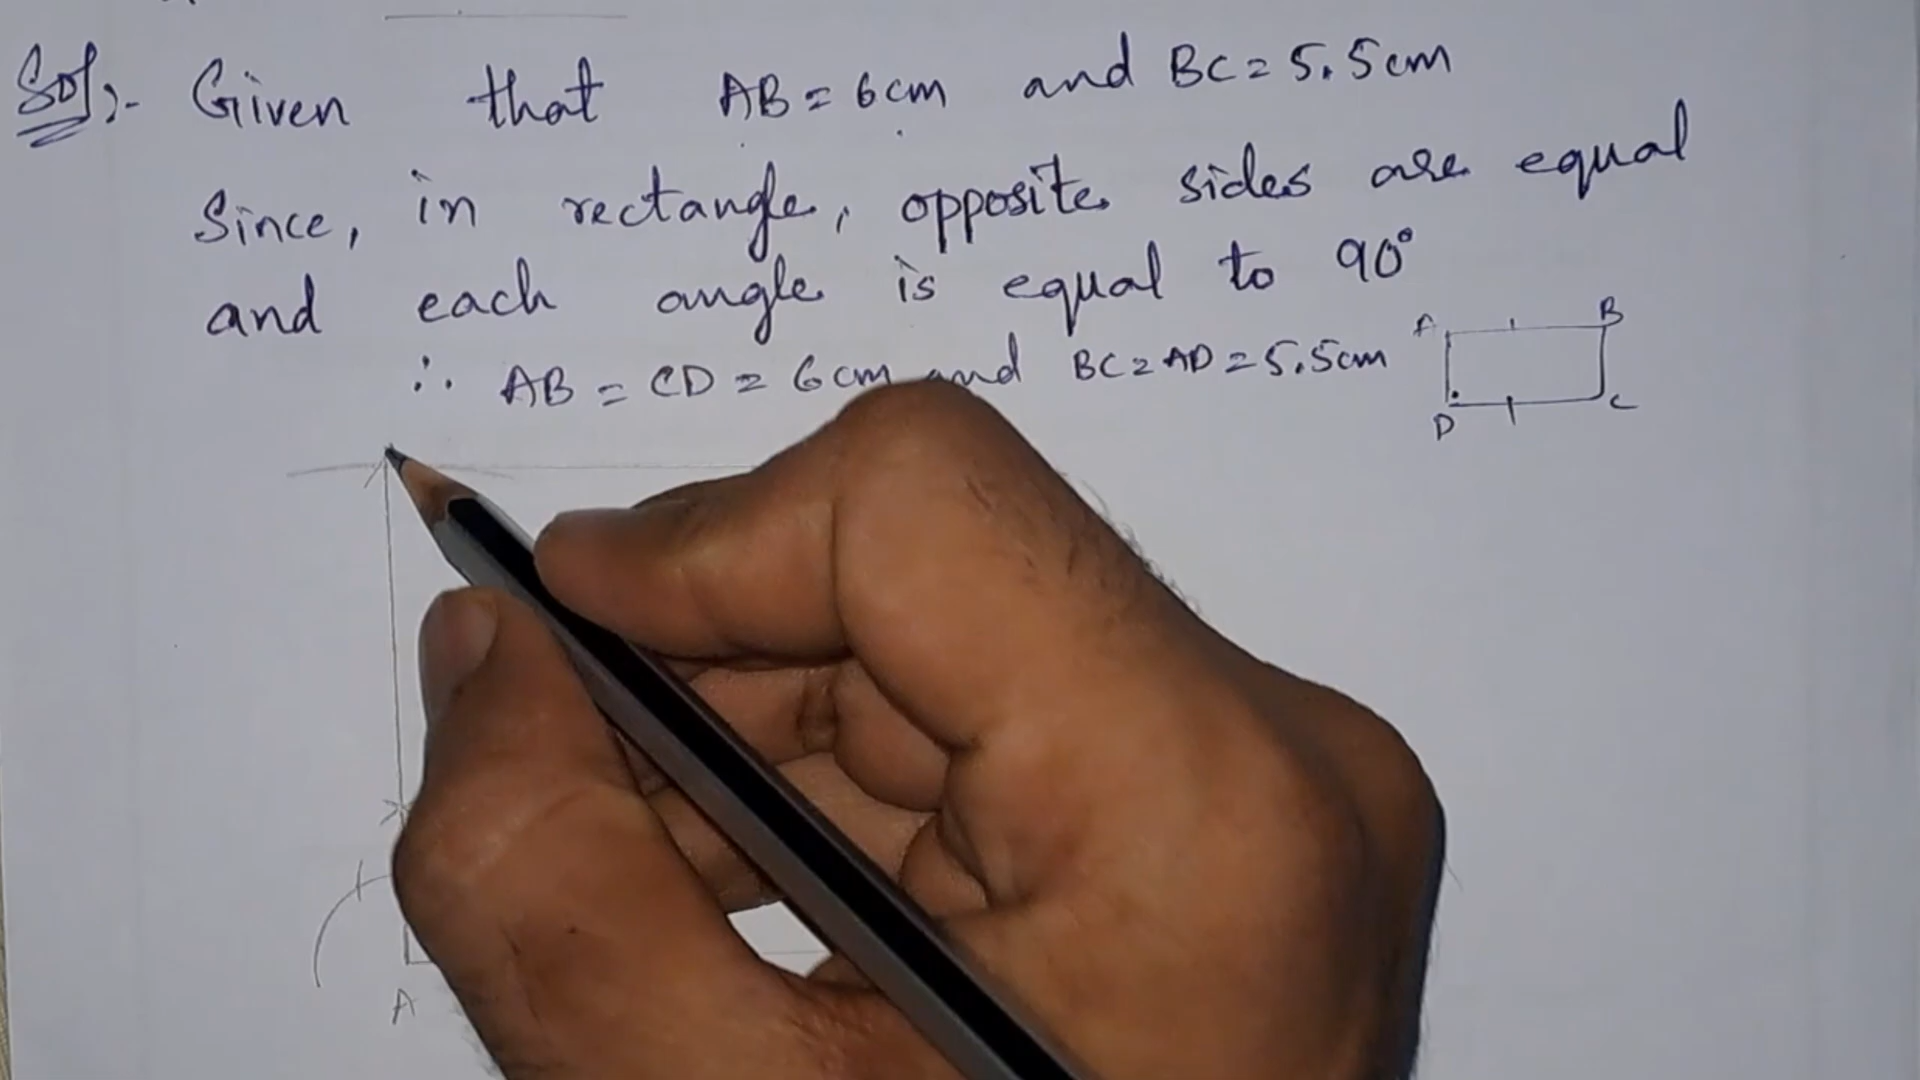 Sol:- Given that AB = 6cm and BC = 5.5cm
Since, in rectangle, opposite sides are equal
and each angle is equal to 90°
∴ AB = CD = 6cm and BC = AD = 5.5cm
A B
D C
A